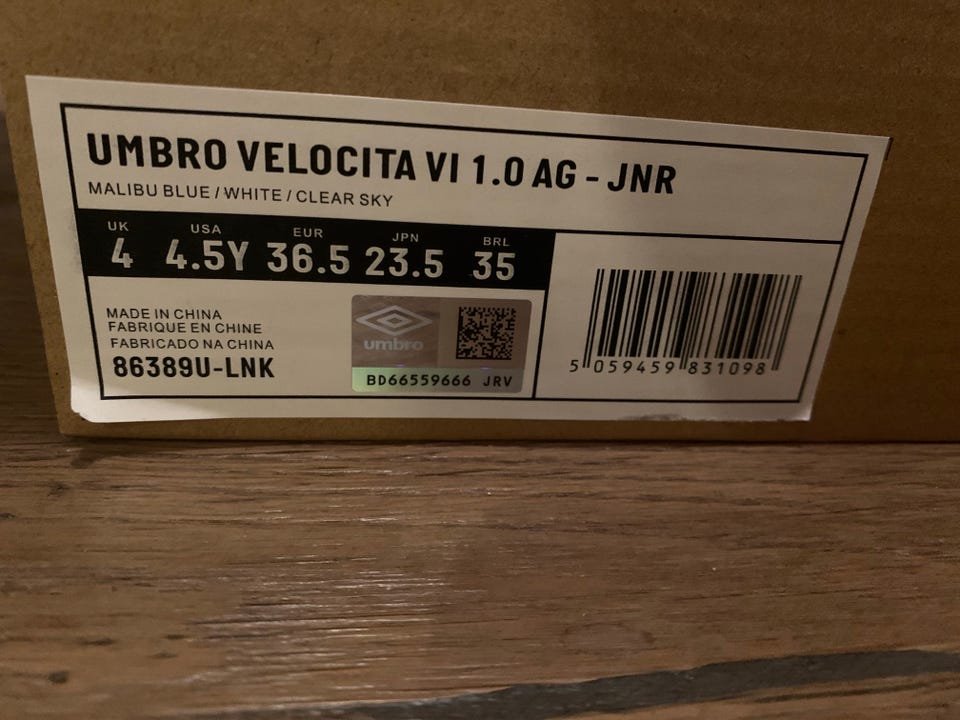 UMBRO VELOCITA VI 1.0 AG - JNR
MALIBU BLUE / WHITE / CLEAR SKY
UK USA EUR JPN BRL
4 4.5Y 36.5 23.5 35
MADE IN CHINA
FABRIQUE EN CHINE
FABRICADO NA CHINA
86389U-LNK
umbro
BD66559666 JRV
5 059459 831098